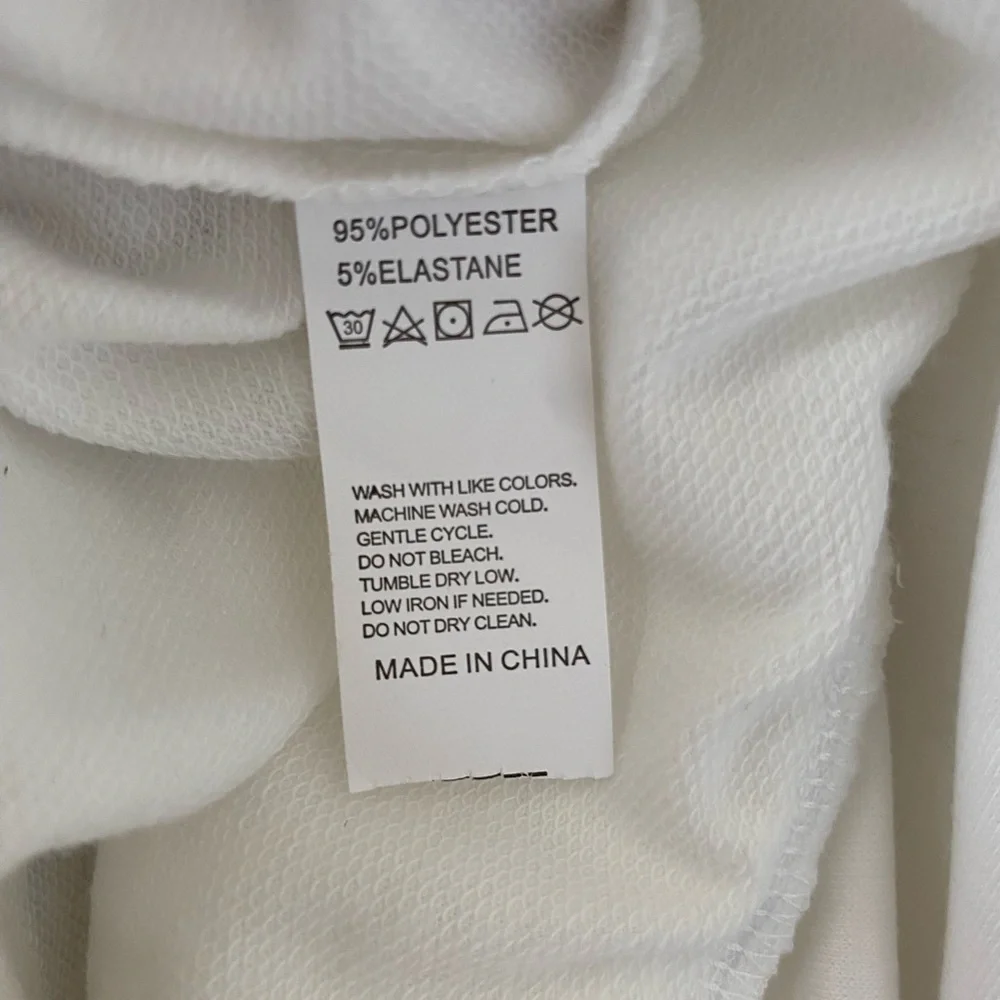 95%POLYESTER
5%ELASTANE
30
WASH WITH LIKE COLORS.
MACHINE WASH COLD.
GENTLE CYCLE.
DO NOT BLEACH.
TUMBLE DRY LOW.
LOW IRON IF NEEDED.
DO NOT DRY CLEAN.
MADE IN CHINA